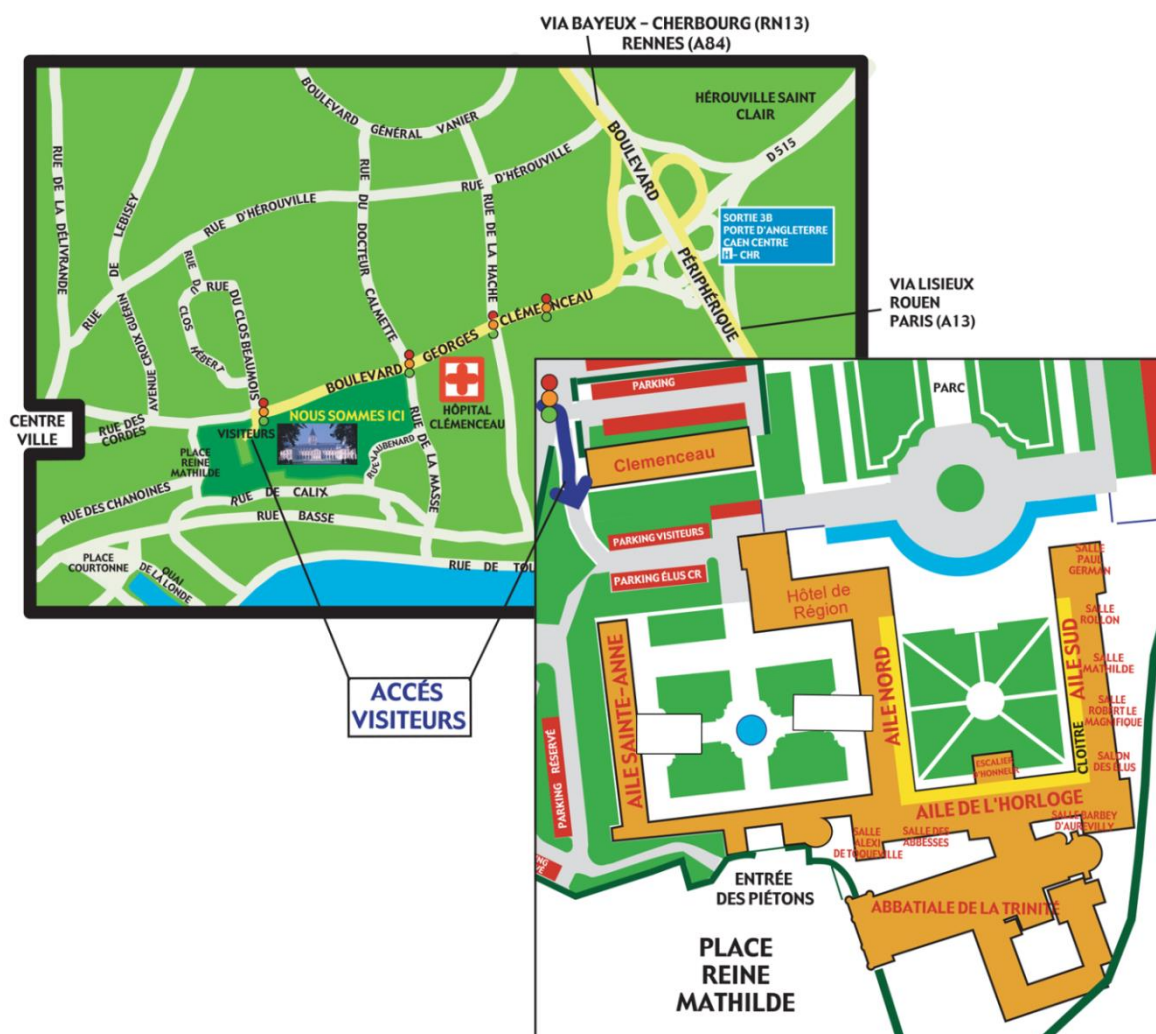 VIA BAYEUX – CHERBOURG (RN13)
RENNES (A84)
HÉROUVILLE SAINT
CLAIR
D 515
BOULEVARD
PÉRIPHÉRIQUE
BOULEVARD
GÉNÉRAL VANIER
RUE DE LA DÉLIVRANDE
LEBISEY
RUE D'HÉROUVILLE
RUE D'HÉROUVILLE
RUE DU DOCTEUR CALMETTE
RUE DE LA HACHE
SORTIE 3B
PORTE D'ANGLETERRE
CAEN CENTRE
H - CHR
VIA LISIEUX
ROUEN
PARIS (A13)
AVENUE CROIX GUÉRIN DE
RUE DU
CLOS
HÉBERT
RUE DU CLOS BEAUMOIS
BOULEVARD GEORGES CLÉMENCEAU
CENTRE
VILLE
RUE DES
CORDES
NOUS SOMMES ICI
VISITEURS
HÔPITAL
CLÉMENCEAU
PLACE
REINE
MATHILDE
RUE VAUBENARD
RUE DE LA MASSE
RUE DES CHANOINES
RUE DE CALIX
RUE BASSE
PLACE
COURTONNE
QUAI
DE LA LONDE
RUE DE TOU
ACCÉS
VISITEURS
PARKING
PARC
Clemenceau
PARKING VISITEURS
PARKING ÉLUS CR
Hôtel de
Région
SALLE
PAUL
GERMAN
SALLE
ROLLON
SALLE
MATHILDE
SALLE
ROBERT LE
MAGNIFIQUE
SALON
DES ÉLUS
AILE SAINTE-ANNE
AILE NORD
AILE SUD
CLOITRE
PARKING RÉSERVÉ
ESCALIER
D'HONNEUX
AILE DE L'HORLOGE
SALLE BARBEY
D'AUREVILLY
SALLE
ALEXI
DE TOQUEVILLE
SALLE DES
ABBESSES
ENTRÉE
DES PIÉTONS
ABBATIALE DE LA TRINITÉ
PLACE
REINE
MATHILDE